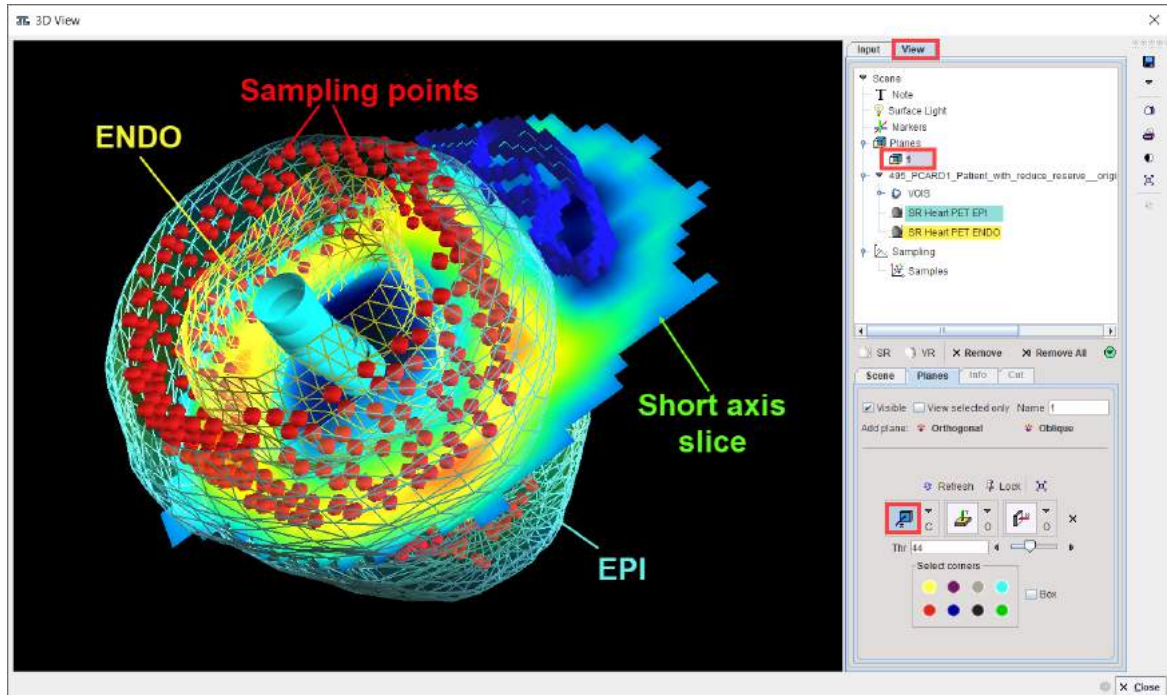 3D View
Sampling points
ENDO
Short axis
slice
EPI
Input View
Scene
Note
Surface Light
Markers
Planes
1
495_PCARD1_Patient_with_reduce_reserve__origi
VOIS
SR Heart PET EPI
SR Heart PET ENDO
Sampling
Samples
SR VR Remove Remove All
Scene Planes Info Cut
Visible View selected only Name 1
Add plane: Orthogonal Oblique
Refresh Lock
C O O
Thr 44
Select corners
Box
Close